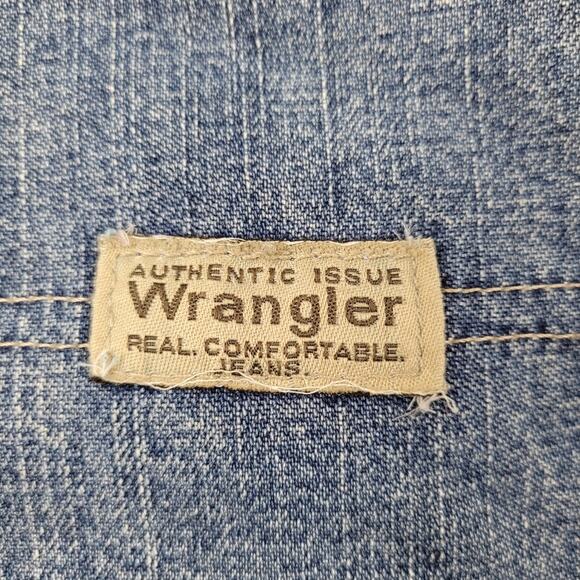 AUTHENTIC ISSUE
Wrangler
REAL. COMFORTABLE.
JEANS.